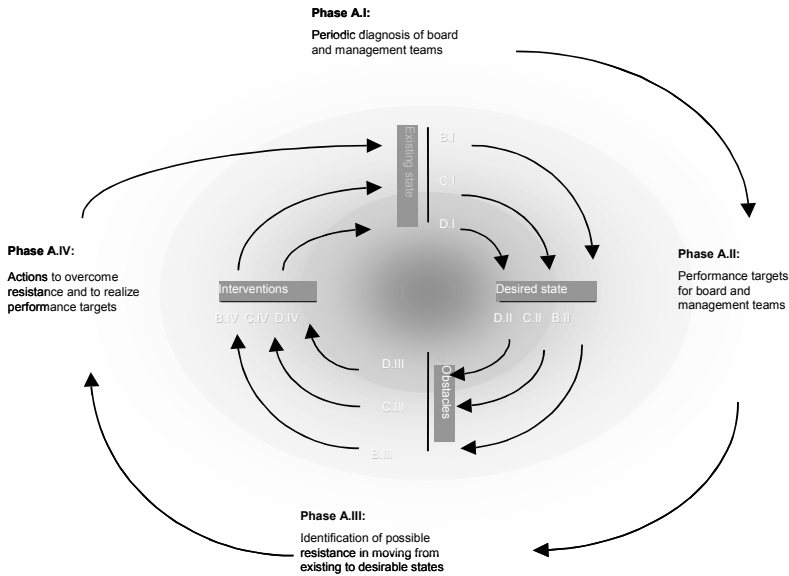 Phase A.I:
Periodic diagnosis of board
and management teams
Existing state
B.I
C.I
D.I
Phase A.IV:
Actions to overcome
resistance and to realize
performance targets
Interventions
B.IV C.IV D.IV
Desired state
D.II C.II B.II
Phase A.II:
Performance targets
for board and
management teams
D.III
C.III
B.III
Obstacles
Phase A.III:
Identification of possible
resistance in moving from
existing to desirable states